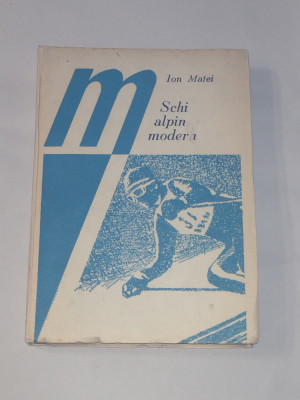 m
Ion Matei
Schi
alpin
modern